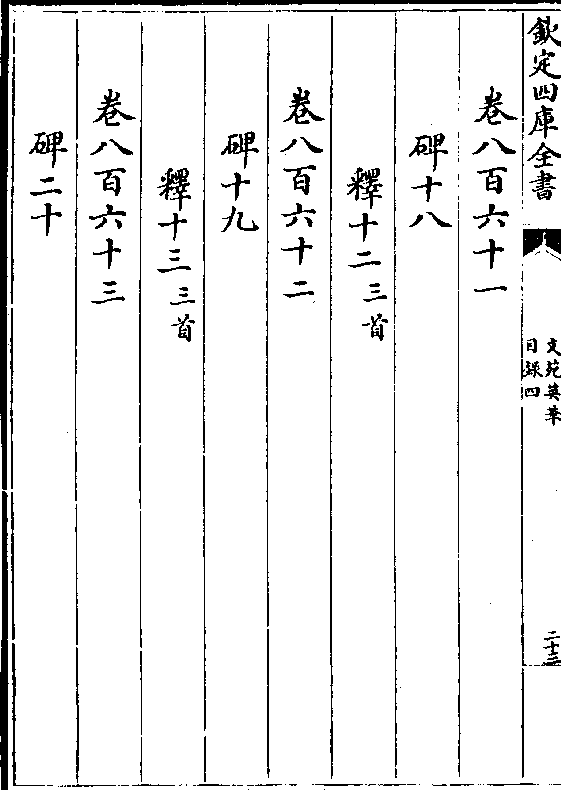 欽定四庫全書
文苑英華
目錄四
二十三
卷八百六十一
碑十八
釋十二三首
卷八百六十二
碑十九
釋十三三首
卷八百六十三
碑二十